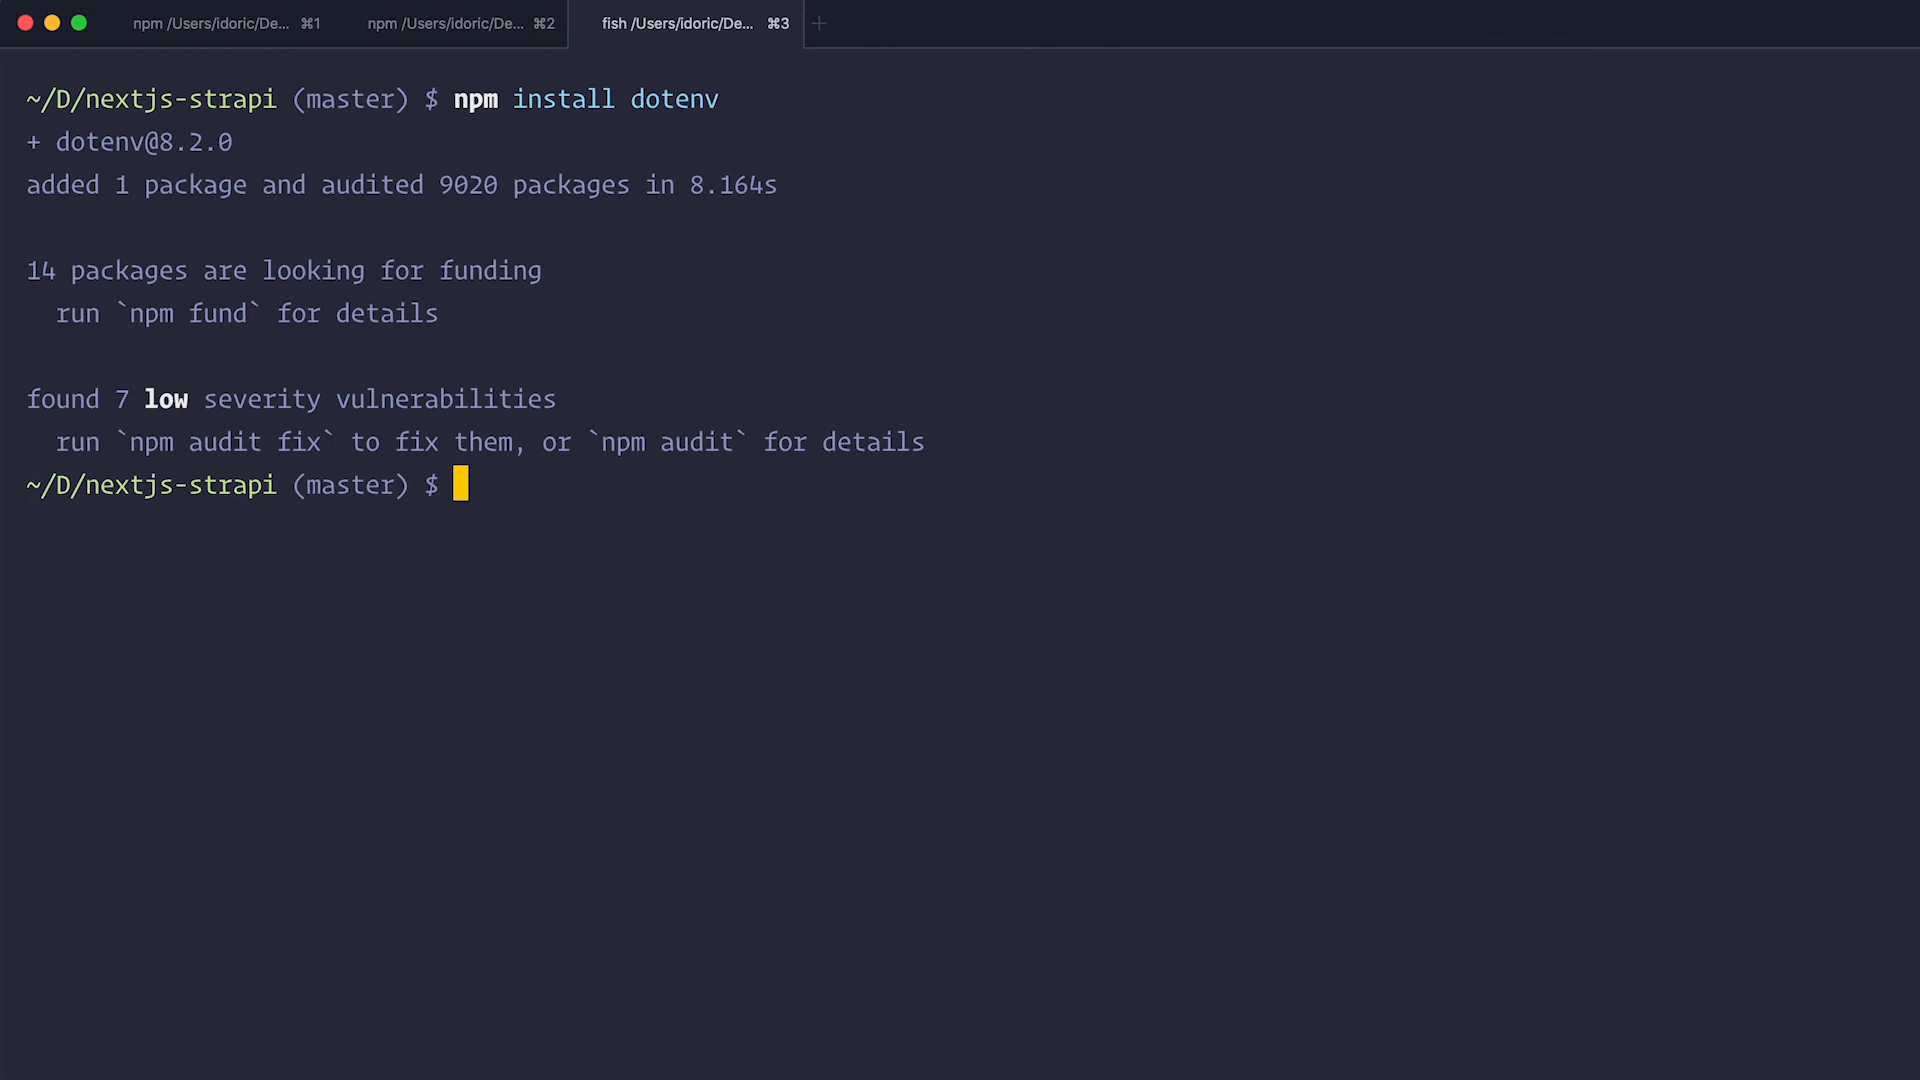 npm /Users/idoric/De... ⌘1 npm /Users/idoric/De... ⌘2 fish /Users/idoric/De... ⌘3 +
~/D/nextjs-strapi (master) $ npm install dotenv
+ dotenv@8.2.0
added 1 package and audited 9020 packages in 8.164s
14 packages are looking for funding
run `npm fund` for details
found 7 low severity vulnerabilities
run `npm audit fix` to fix them, or `npm audit` for details
~/D/nextjs-strapi (master) $